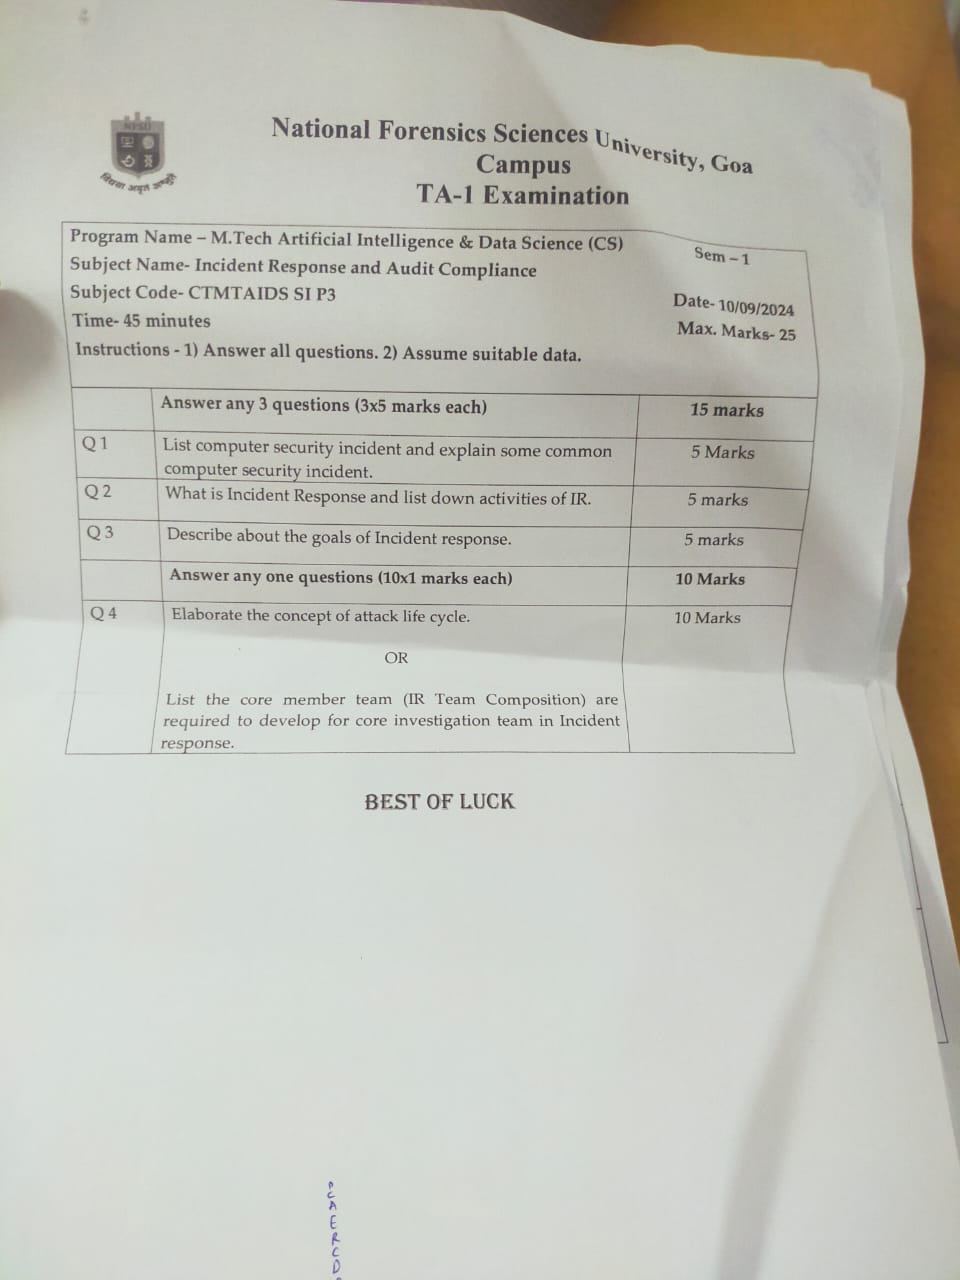 NFSU
विद्यया अमृतं अश्नुते
National Forensics Sciences University, Goa
Campus
TA-1 Examination
Program Name – M.Tech Artificial Intelligence & Data Science (CS) Sem – 1
Subject Name- Incident Response and Audit Compliance
Subject Code- CTMTAIDS SI P3 Date- 10/09/2024
Time- 45 minutes Max. Marks- 25
Instructions - 1) Answer all questions. 2) Assume suitable data.
Answer any 3 questions (3x5 marks each) 15 marks
Q 1 List computer security incident and explain some common 5 Marks
computer security incident.
Q 2 What is Incident Response and list down activities of IR. 5 marks
Q 3 Describe about the goals of Incident response. 5 marks
Answer any one questions (10x1 marks each) 10 Marks
Q 4 Elaborate the concept of attack life cycle. 10 Marks
OR
List the core member team (IR Team Composition) are
required to develop for core investigation team in Incident
response.
BEST OF LUCK
C
A
E
R
C
D